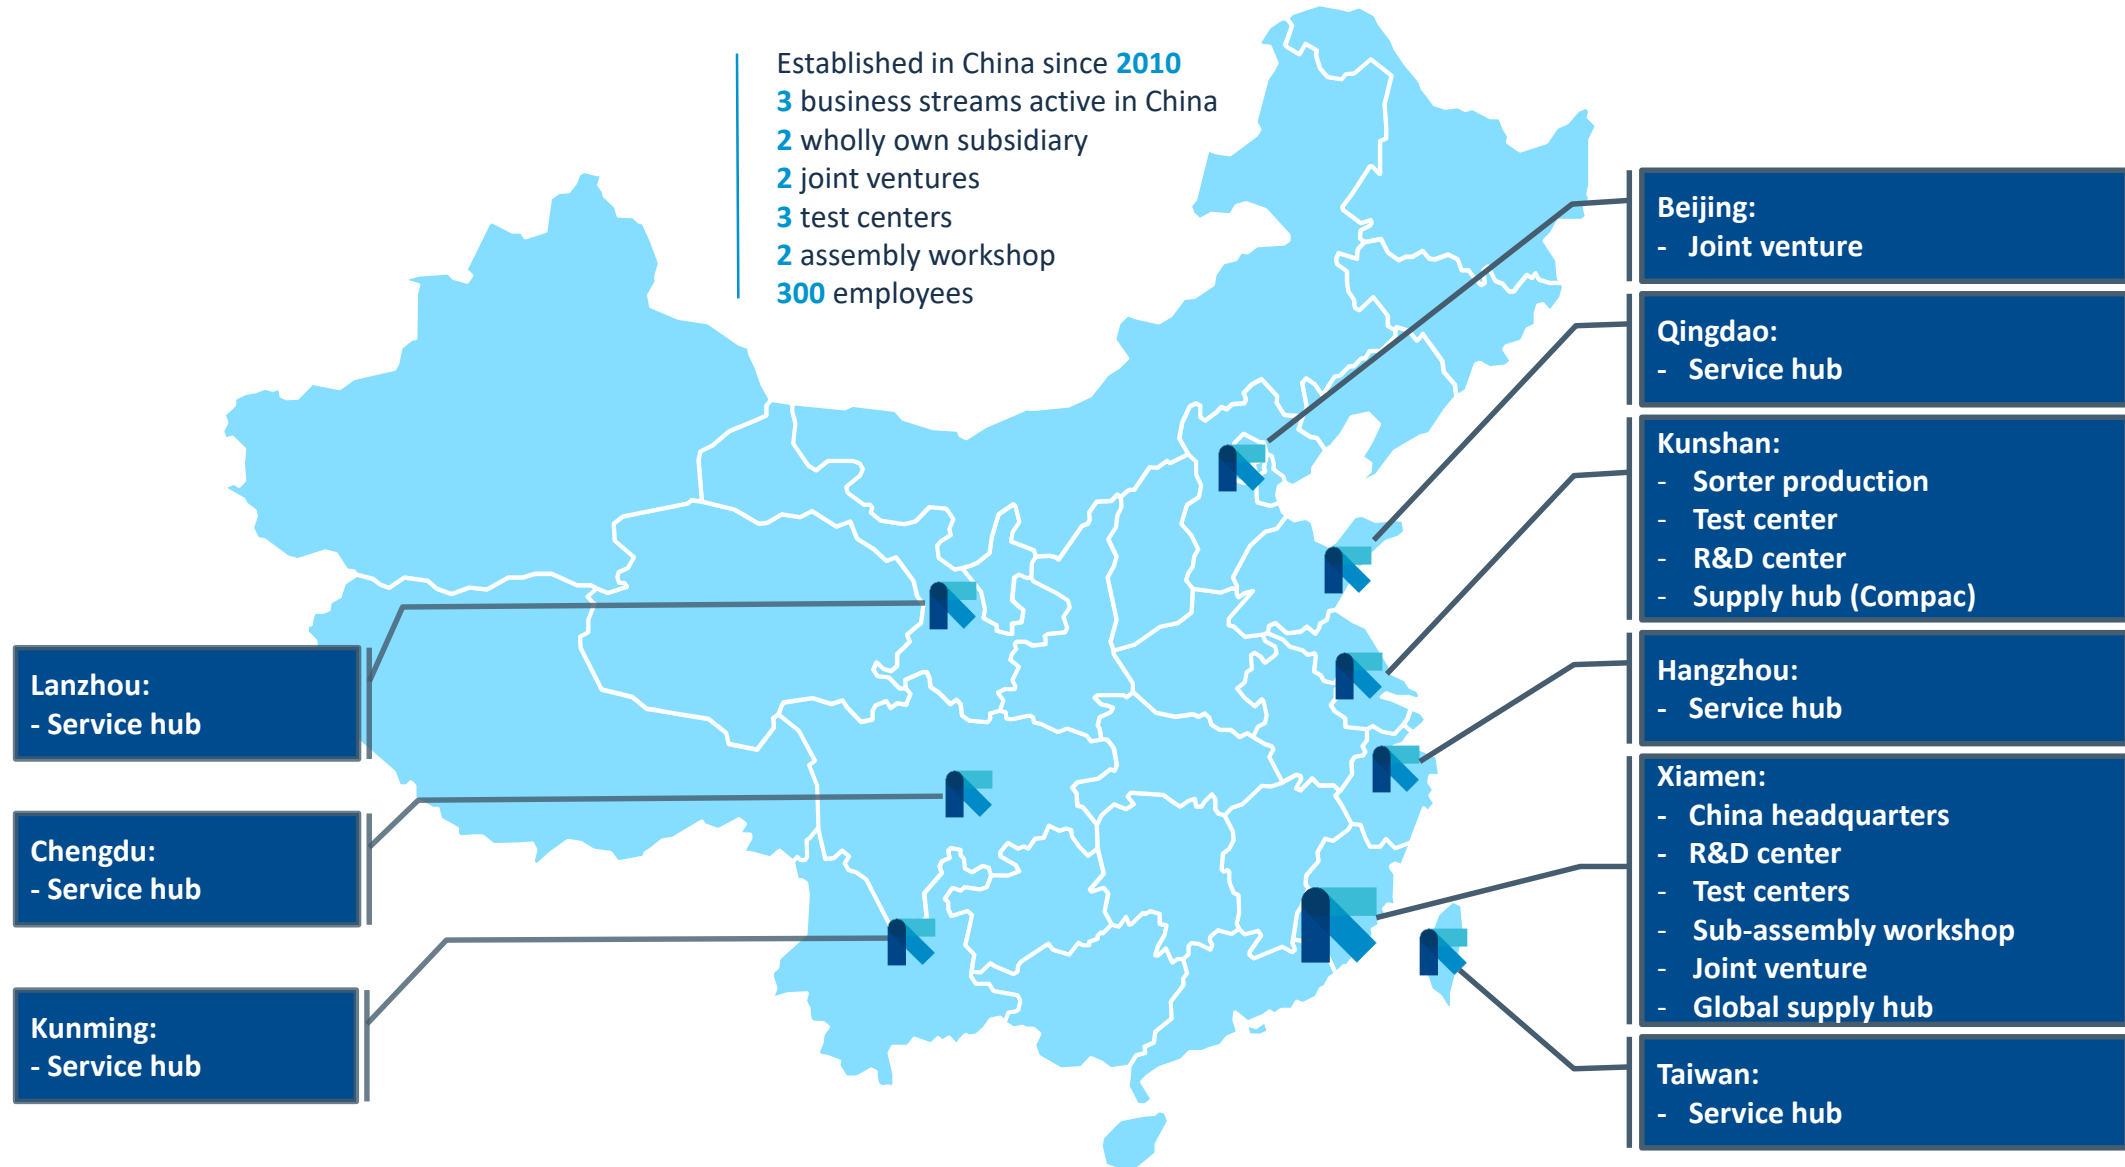 Established in China since 2010
3 business streams active in China
2 wholly own subsidiary
2 joint ventures
3 test centers
2 assembly workshop
300 employees
Beijing:
- Joint venture
Qingdao:
- Service hub
Kunshan:
- Sorter production
- Test center
- R&D center
- Supply hub (Compac)
Hangzhou:
- Service hub
Xiamen:
- China headquarters
- R&D center
- Test centers
- Sub-assembly workshop
- Joint venture
- Global supply hub
Taiwan:
- Service hub
Lanzhou:
- Service hub
Chengdu:
- Service hub
Kunming:
- Service hub